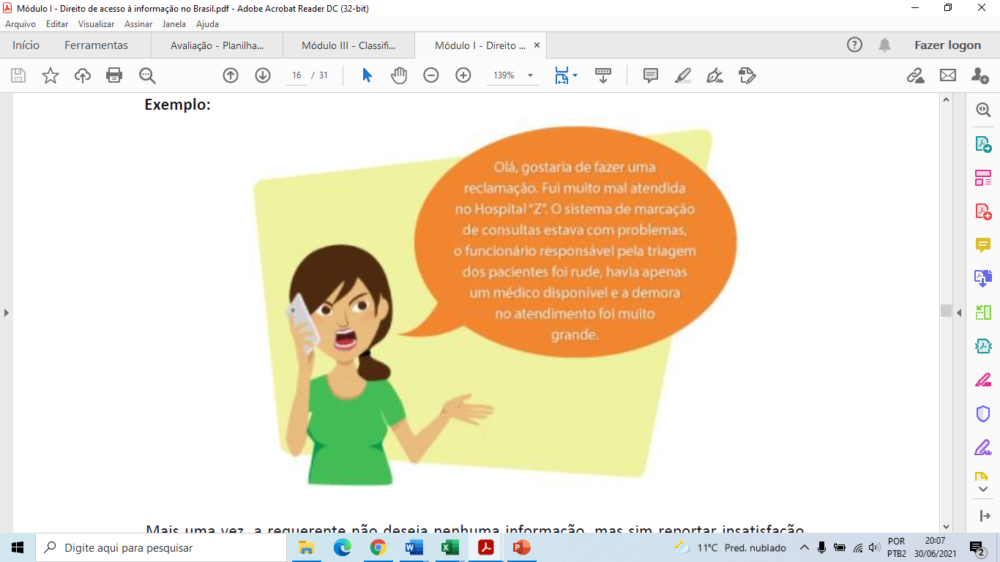 Módulo I - Direito de acesso à informação no Brasil.pdf - Adobe Acrobat Reader DC (32-bit)
Arquivo Editar Visualizar Assinar Janela Ajuda
Início Ferramentas Avaliação - Planilha... Módulo III - Classifi... Módulo I - Direito ... Fazer logon
16 / 31 139%
Exemplo:
Olá, gostaria de fazer uma
reclamação. Fui muito mal atendida
no Hospital “Z”. O sistema de marcação
de consultas estava com problemas,
o funcionário responsável pela triagem
dos pacientes foi rude, havia apenas
um médico disponível e a demora
no atendimento foi muito
grande.
Mais uma vez, a requerente não deseja nenhuma informação, mas sim reportar insatisfação
Digite aqui para pesquisar
11°C Pred. nublado
POR
PTB2
20:07
30/06/2021
2